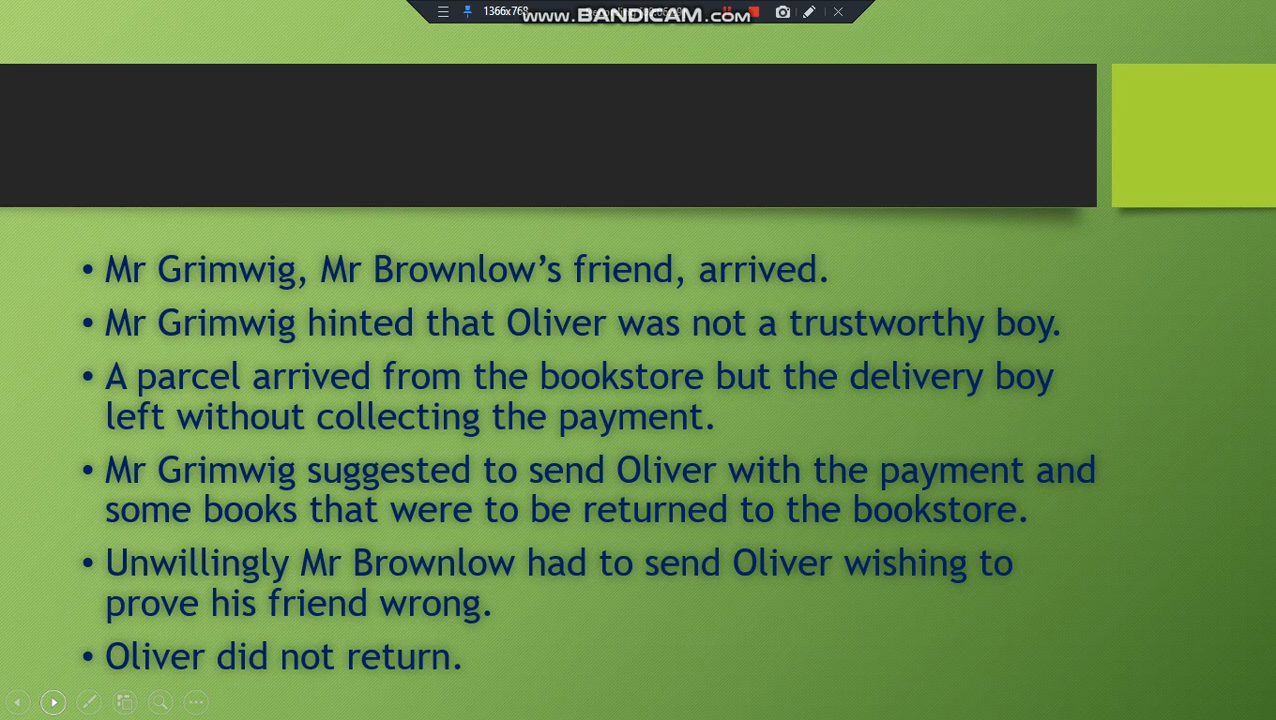 1366x768
www.BANDICAM.com
• Mr Grimwig, Mr Brownlow’s friend, arrived.
• Mr Grimwig hinted that Oliver was not a trustworthy boy.
• A parcel arrived from the bookstore but the delivery boy
left without collecting the payment.
• Mr Grimwig suggested to send Oliver with the payment and
some books that were to be returned to the bookstore.
• Unwillingly Mr Brownlow had to send Oliver wishing to
prove his friend wrong.
• Oliver did not return.